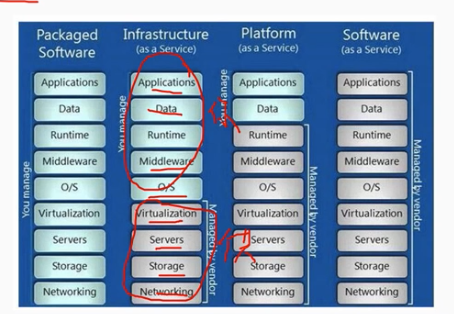 Packaged Software
Infrastructure (as a Service)
Platform (as a Service)
Software (as a Service)
Applications
Data
Runtime
Middleware
O/S
Virtualization
Servers
Storage
Networking
You manage
Applications
Data
Runtime
Middleware
O/S
Virtualization
Servers
Storage
Networking
You manage
Managed by vendor
Applications
Data
Runtime
Middleware
O/S
Virtualization
Servers
Storage
Networking
You manage
Managed by vendor
Applications
Data
Runtime
Middleware
O/S
Virtualization
Servers
Storage
Networking
Managed by vendor